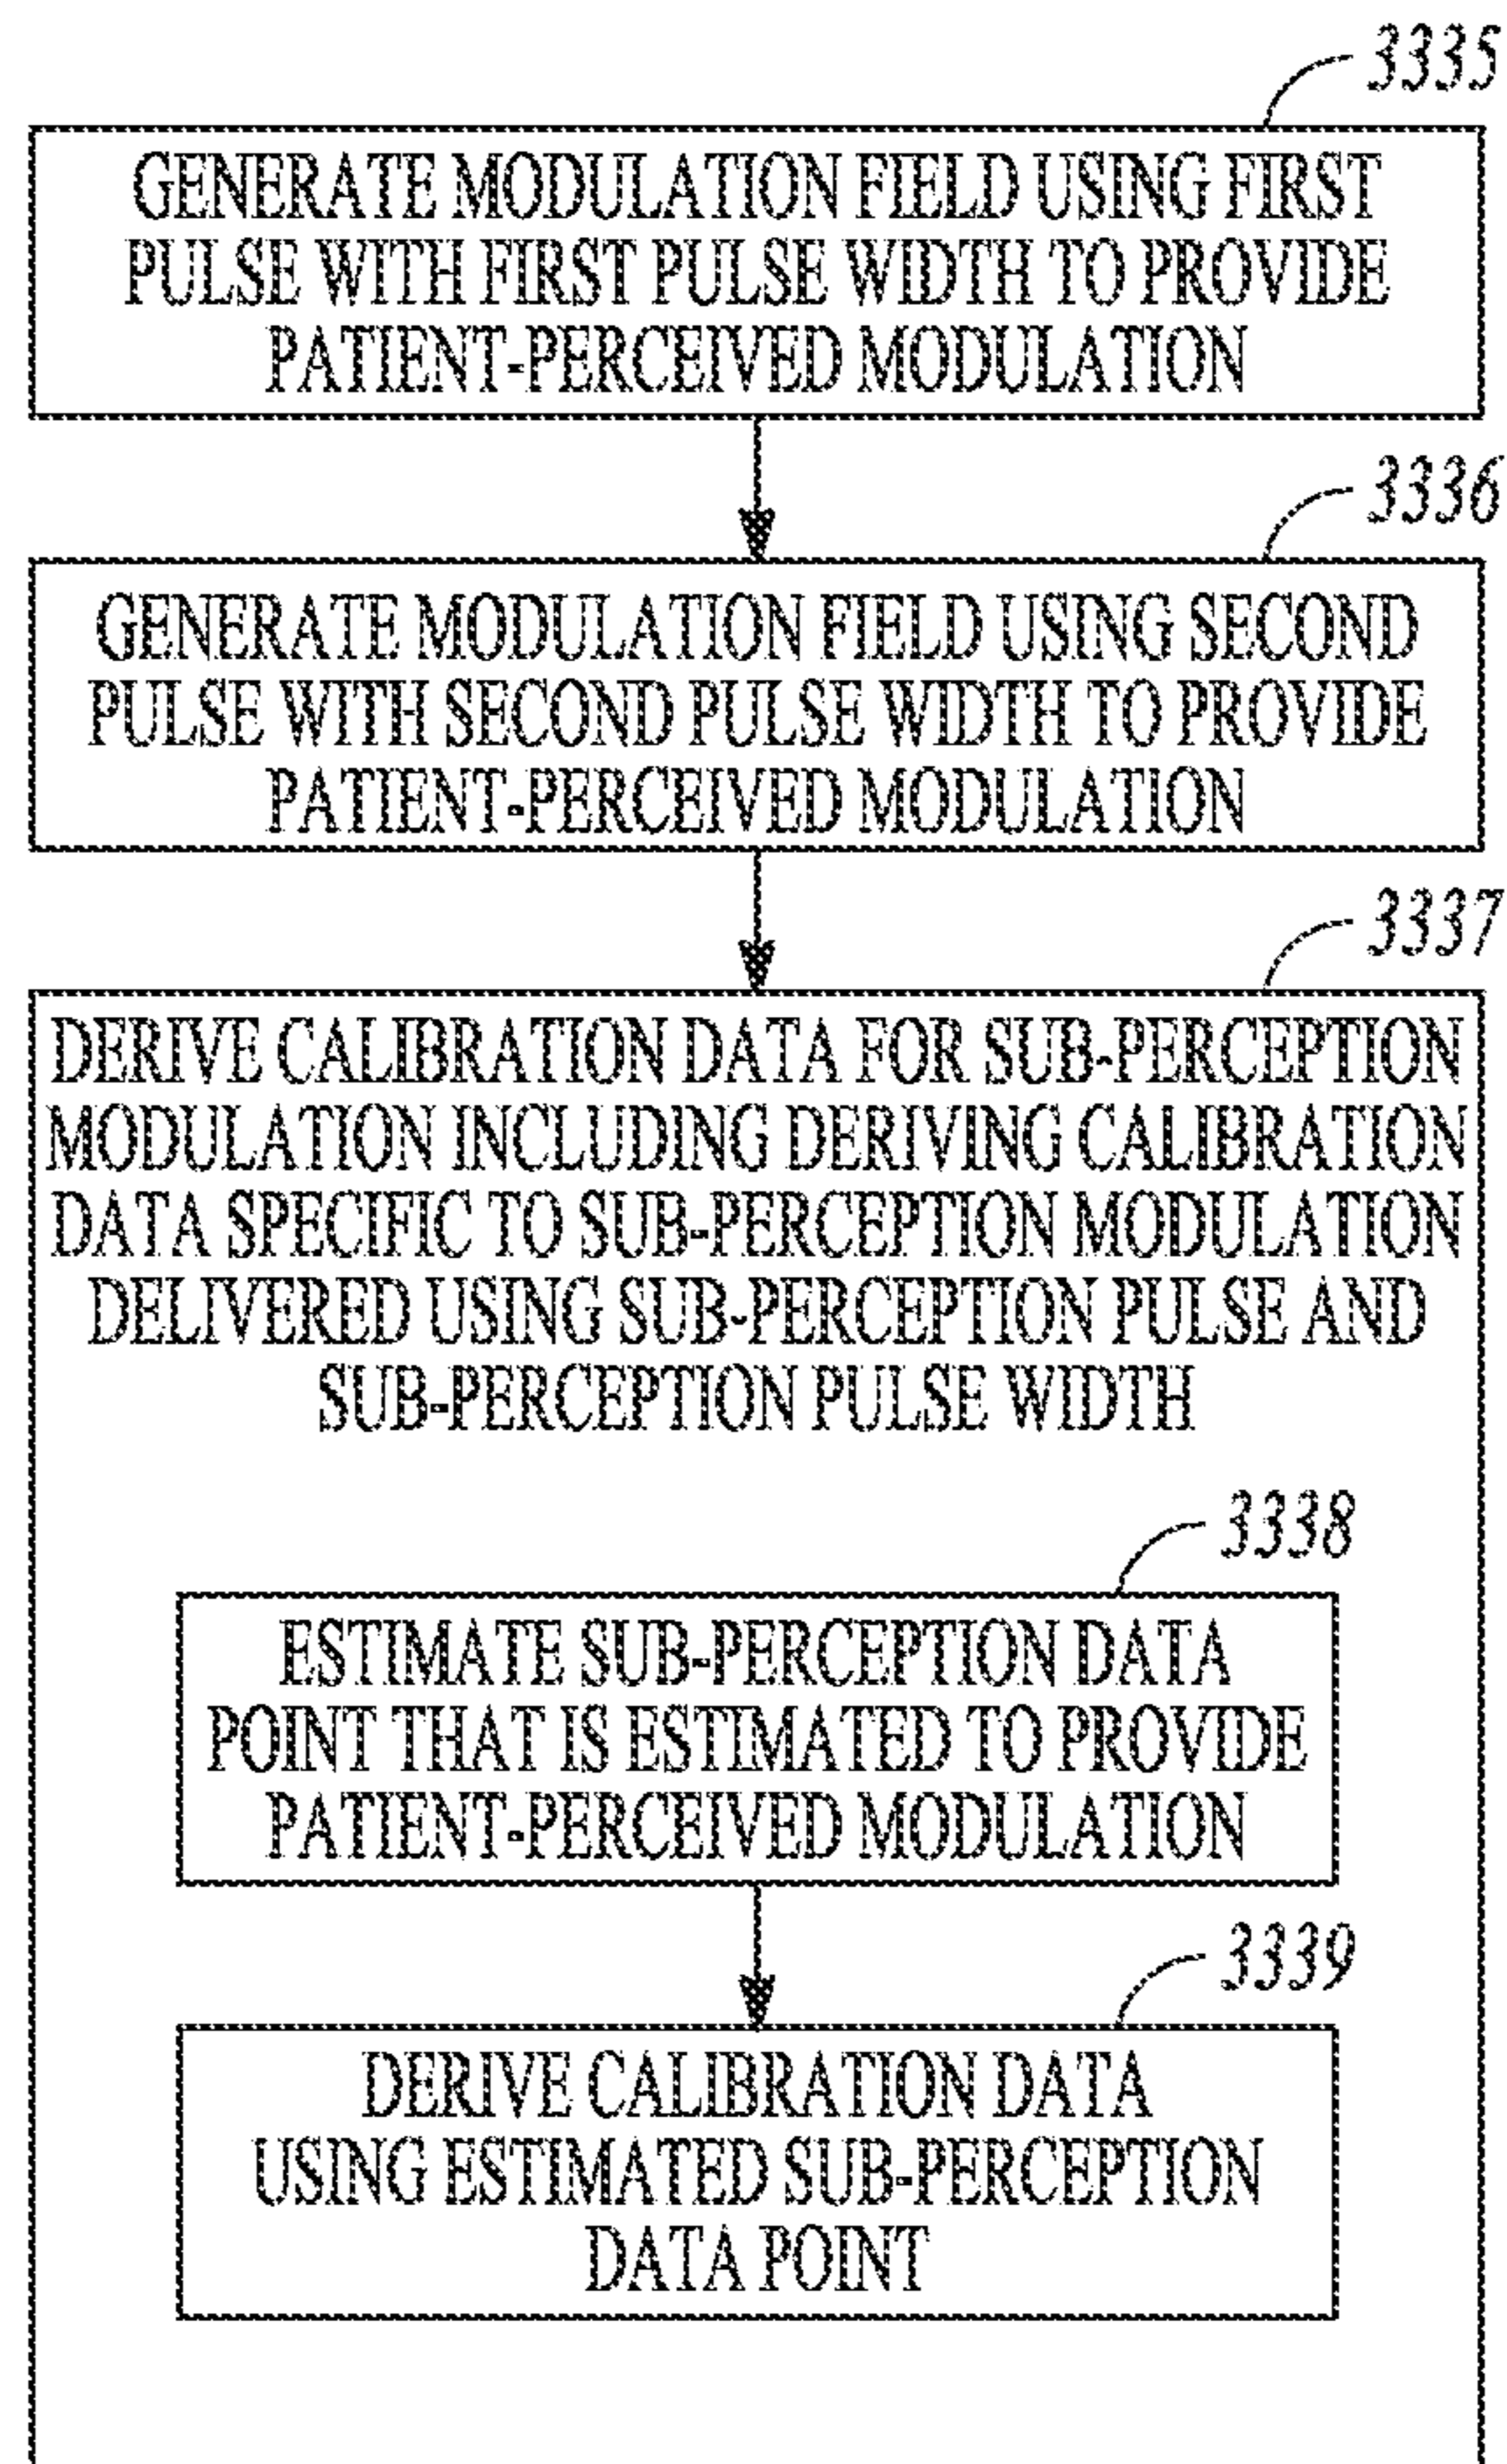 3335
GENERATE MODULATION FIELD USING FIRST
PULSE WITH FIRST PULSE WIDTH TO PROVIDE
PATIENT-PERCEIVED MODULATION
3336
GENERATE MODULATION FIELD USING SECOND
PULSE WITH SECOND PULSE WIDTH TO PROVIDE
PATIENT-PERCEIVED MODULATION
3337
DERIVE CALIBRATION DATA FOR SUB-PERCEPTION
MODULATION INCLUDING DERIVING CALIBRATION
DATA SPECIFIC TO SUB-PERCEPTION MODULATION
DELIVERED USING SUB-PERCEPTION PULSE AND
SUB-PERCEPTION PULSE WIDTH
3338
ESTIMATE SUB-PERCEPTION DATA
POINT THAT IS ESTIMATED TO PROVIDE
PATIENT-PERCEIVED MODULATION
3339
DERIVE CALIBRATION DATA
USING ESTIMATED SUB-PERCEPTION
DATA POINT